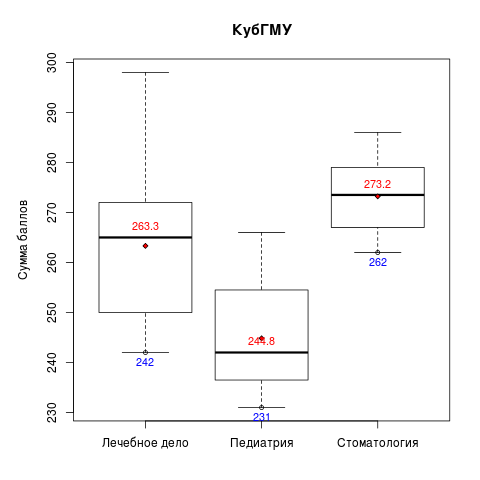 КубГМУ
Сумма баллов
300
290
280
270
260
250
240
230
263.3
242
244.8
231
273.2
262
Лечебное дело
Педиатрия
Стоматология